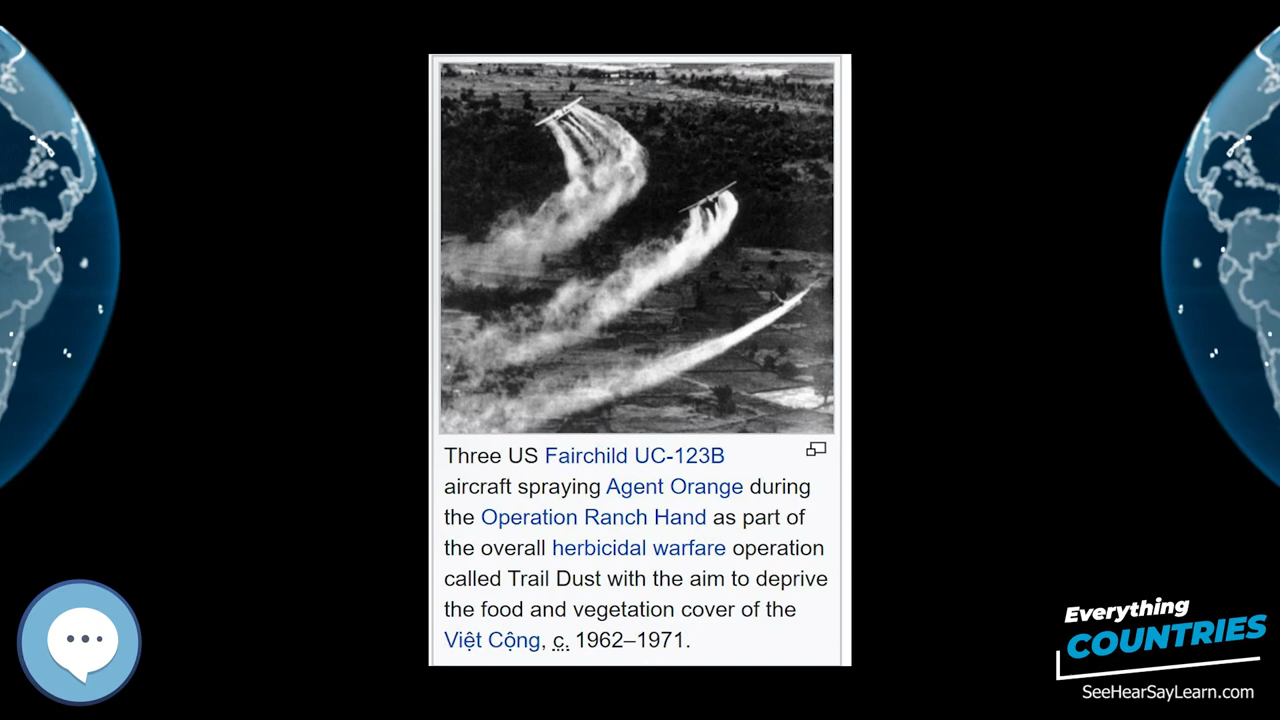 Three US Fairchild UC-123B
aircraft spraying Agent Orange during
the Operation Ranch Hand as part of
the overall herbicidal warfare operation
called Trail Dust with the aim to deprive
the food and vegetation cover of the
Việt Cộng, c. 1962–1971.
Everything
COUNTRIES
SeeHearSayLearn.com